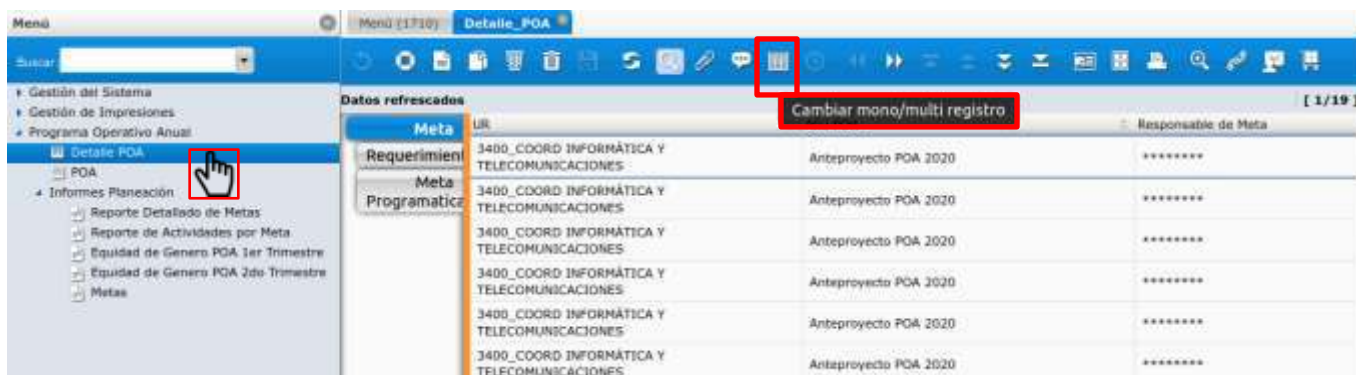 Menú
Menú (1710)
Detalle_POA
Buscar
Gestión del Sistema
Gestión de Impresiones
Programa Operativo Anual
Detalle POA
POA
Informes Planeación
Reporte Detallado de Metas
Reporte de Actividades por Meta
Equidad de Genero POA 1er Trimestre
Equidad de Genero POA 2do Trimestre
Metas
Datos refrescados
Cambiar mono/multi registro
[ 1/19 ]
Meta
Requerimien
Meta
Programatica
UR
Responsable de Meta
3400_COORD INFORMÁTICA Y
TELECOMUNICACIONES
Anteproyecto POA 2020
********
3400_COORD INFORMÁTICA Y
TELECOMUNICACIONES
Anteproyecto POA 2020
********
3400_COORD INFORMÁTICA Y
TELECOMUNICACIONES
Anteproyecto POA 2020
********
3400_COORD INFORMÁTICA Y
TELECOMUNICACIONES
Anteproyecto POA 2020
********
3400_COORD INFORMÁTICA Y
TELECOMUNICACIONES
Anteproyecto POA 2020
********
3400_COORD INFORMÁTICA Y
TELECOMUNICACIONES
Anteproyecto POA 2020
********